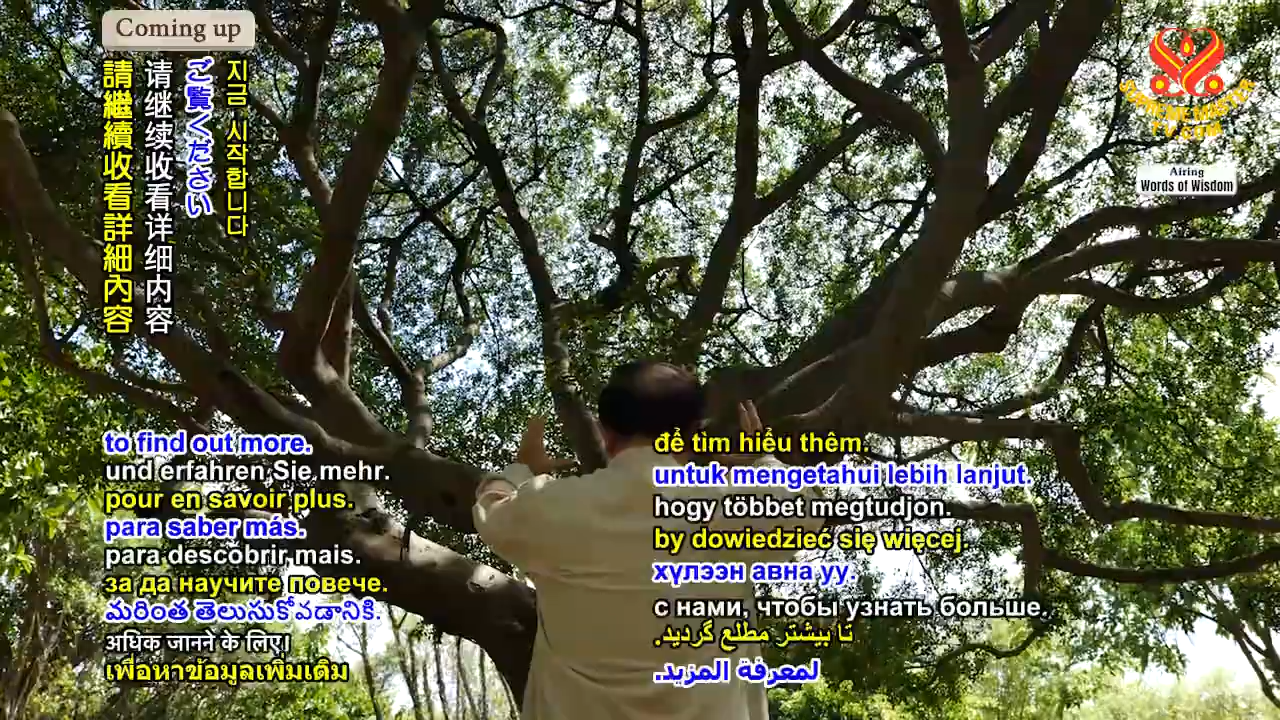 Coming up
請繼續收看詳細內容
请继续收看详细内容
ご覧ください
지금 시작합니다
SUPREME MASTER
TV.COM
Airing
Words of Wisdom
to find out more.
und erfahren Sie mehr.
pour en savoir plus.
para saber más.
para descobrir mais.
за да научите повече.
మరింత తెలుసుకోవడానికి.
अधिक जानने के लिए।
เพื่อหาข้อมูลเพิ่มเติม
để tìm hiểu thêm.
untuk mengetahui lebih lanjut.
hogy többet megtudjon.
by dowiedzieć się więcej.
хүлээн авна уу.
с нами, чтобы узнать больше.
تا بیشتر مطلع گردید.
لمعرفة المزيد.